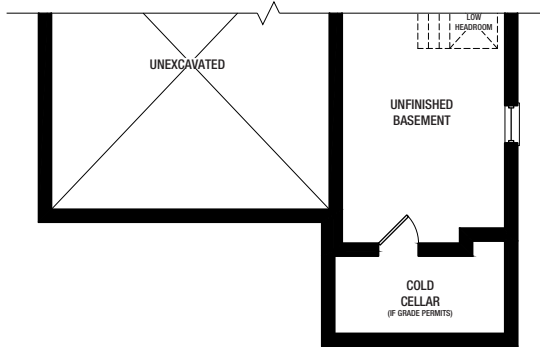 LOW
HEADROOM
UNEXCAVATED
UNFINISHED
BASEMENT
COLD
CELLAR
(IF GRADE PERMITS)